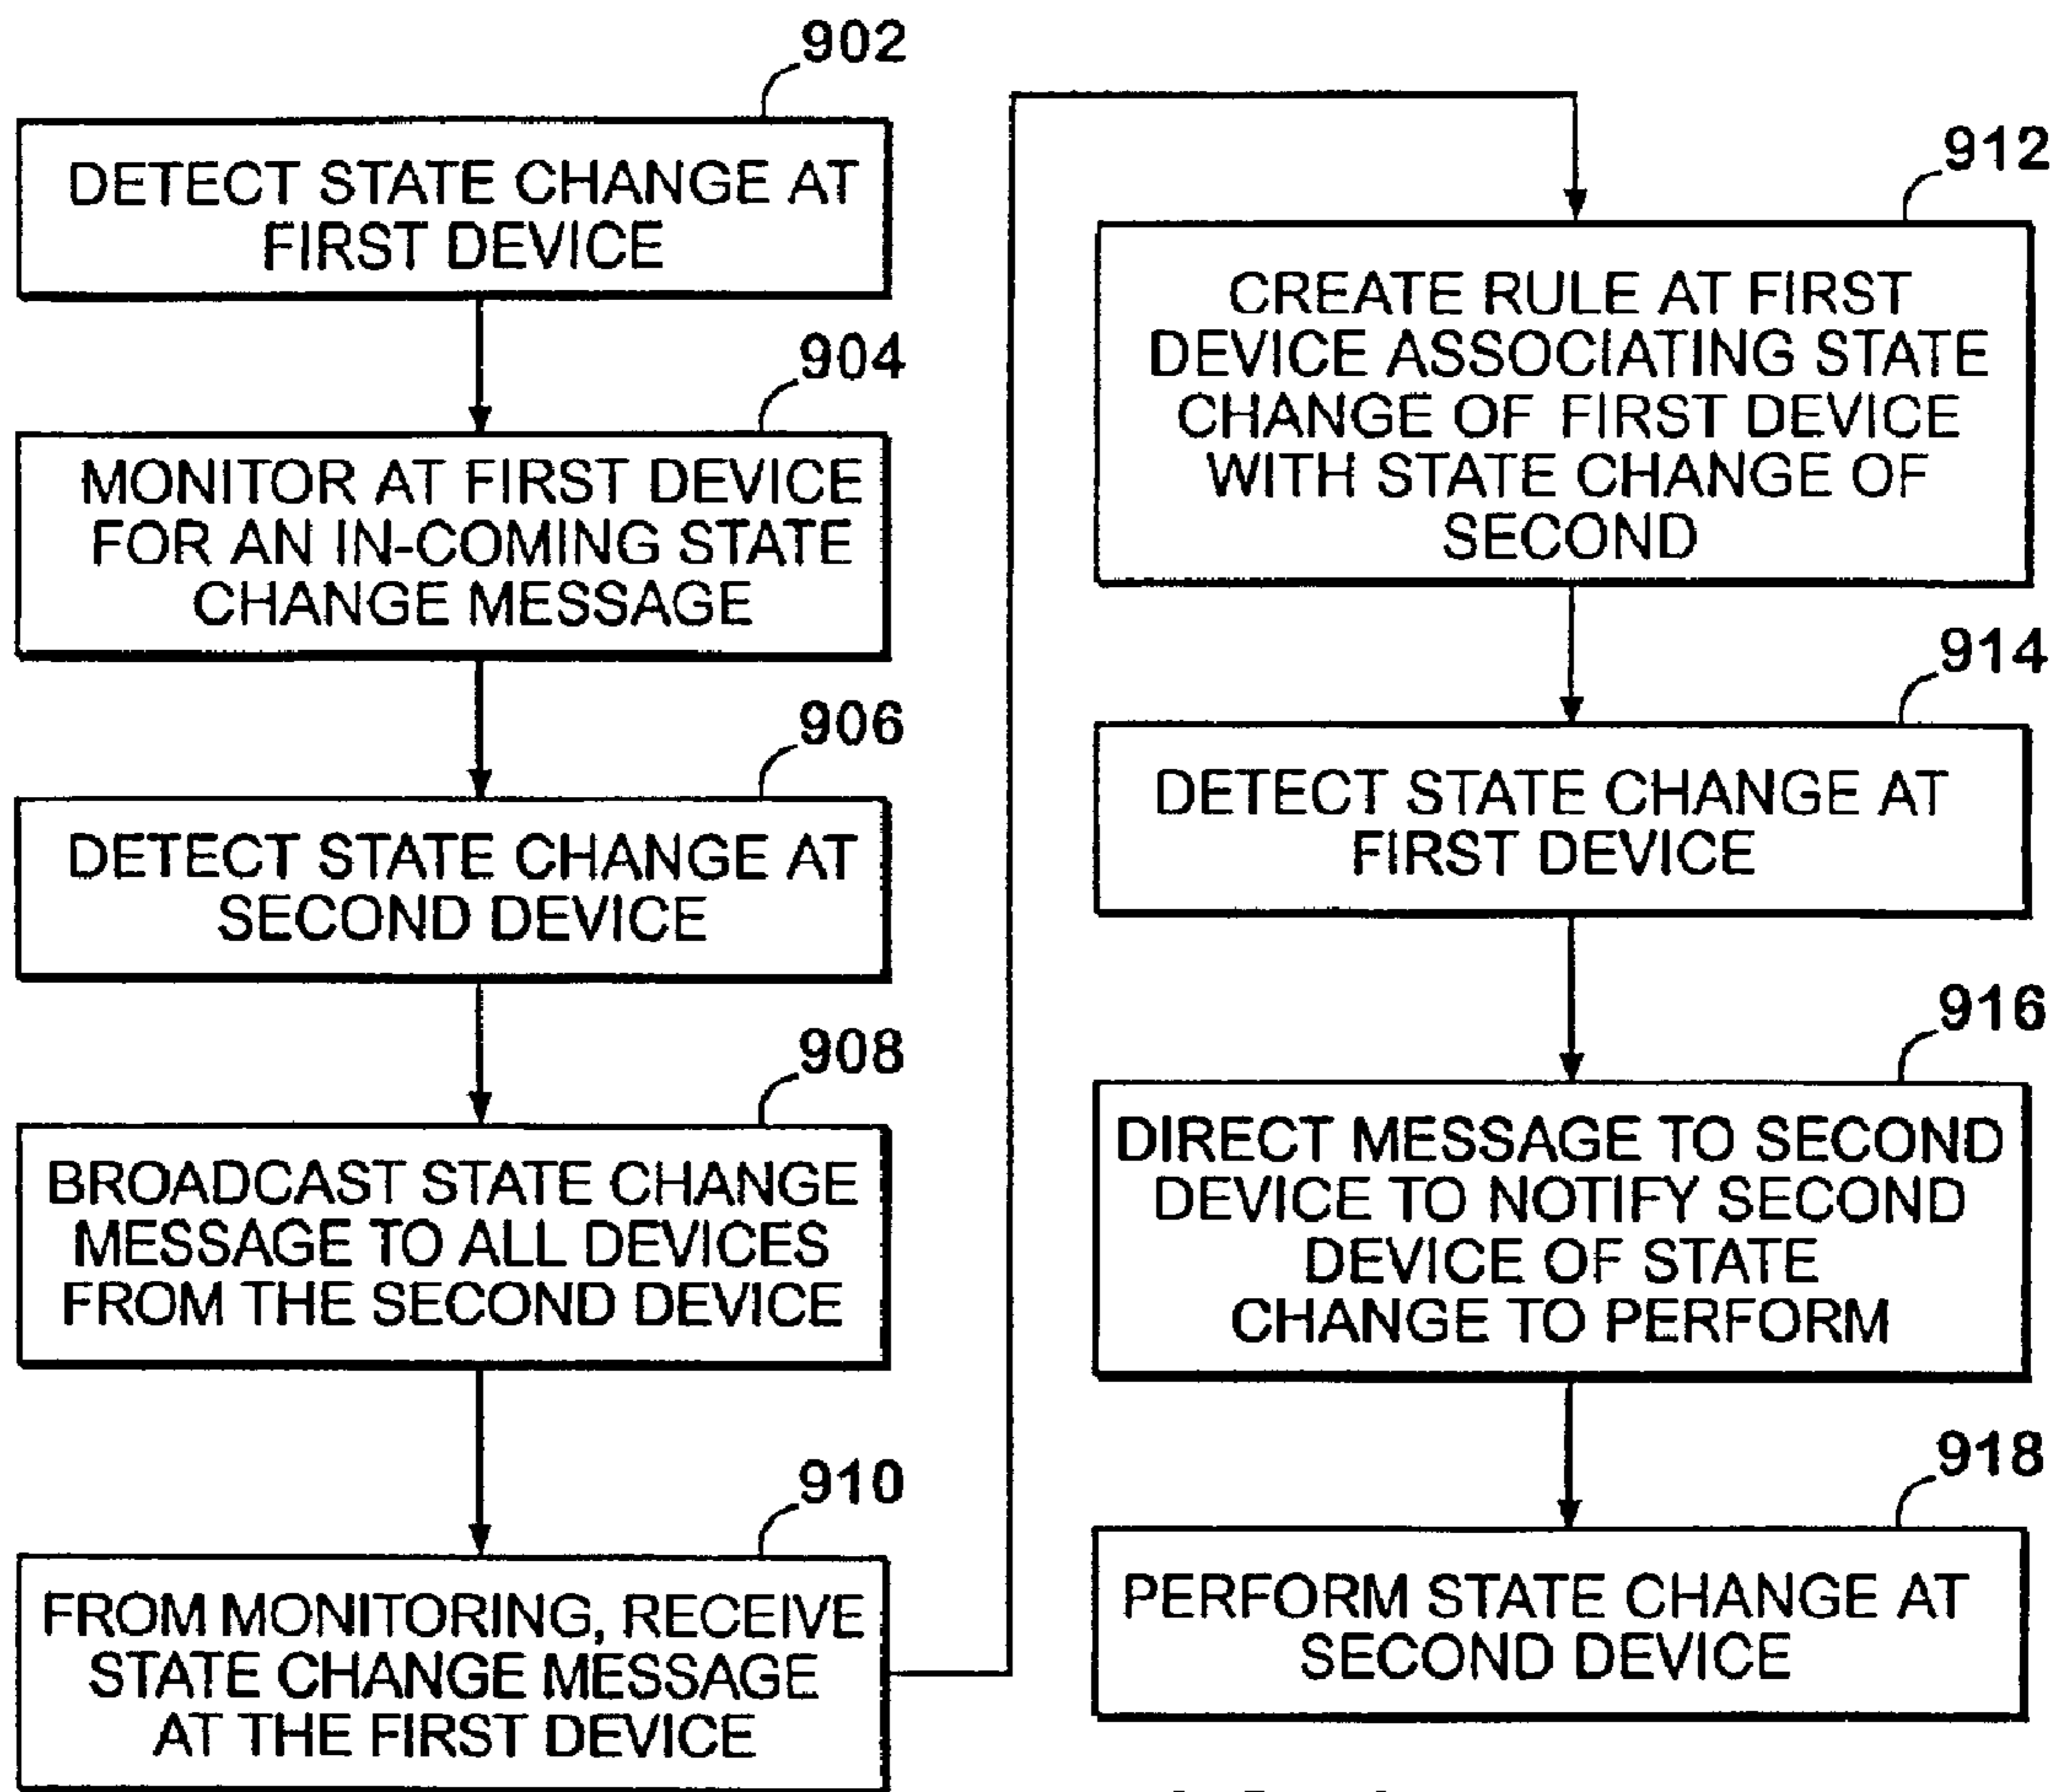 902
DETECT STATE CHANGE AT
FIRST DEVICE
904
MONITOR AT FIRST DEVICE
FOR AN IN-COMING STATE
CHANGE MESSAGE
906
DETECT STATE CHANGE AT
SECOND DEVICE
908
BROADCAST STATE CHANGE
MESSAGE TO ALL DEVICES
FROM THE SECOND DEVICE
910
FROM MONITORING, RECEIVE
STATE CHANGE MESSAGE
AT THE FIRST DEVICE
912
CREATE RULE AT FIRST
DEVICE ASSOCIATING STATE
CHANGE OF FIRST DEVICE
WITH STATE CHANGE OF
SECOND
914
DETECT STATE CHANGE AT
FIRST DEVICE
916
DIRECT MESSAGE TO SECOND
DEVICE TO NOTIFY SECOND
DEVICE OF STATE
CHANGE TO PERFORM
918
PERFORM STATE CHANGE AT
SECOND DEVICE